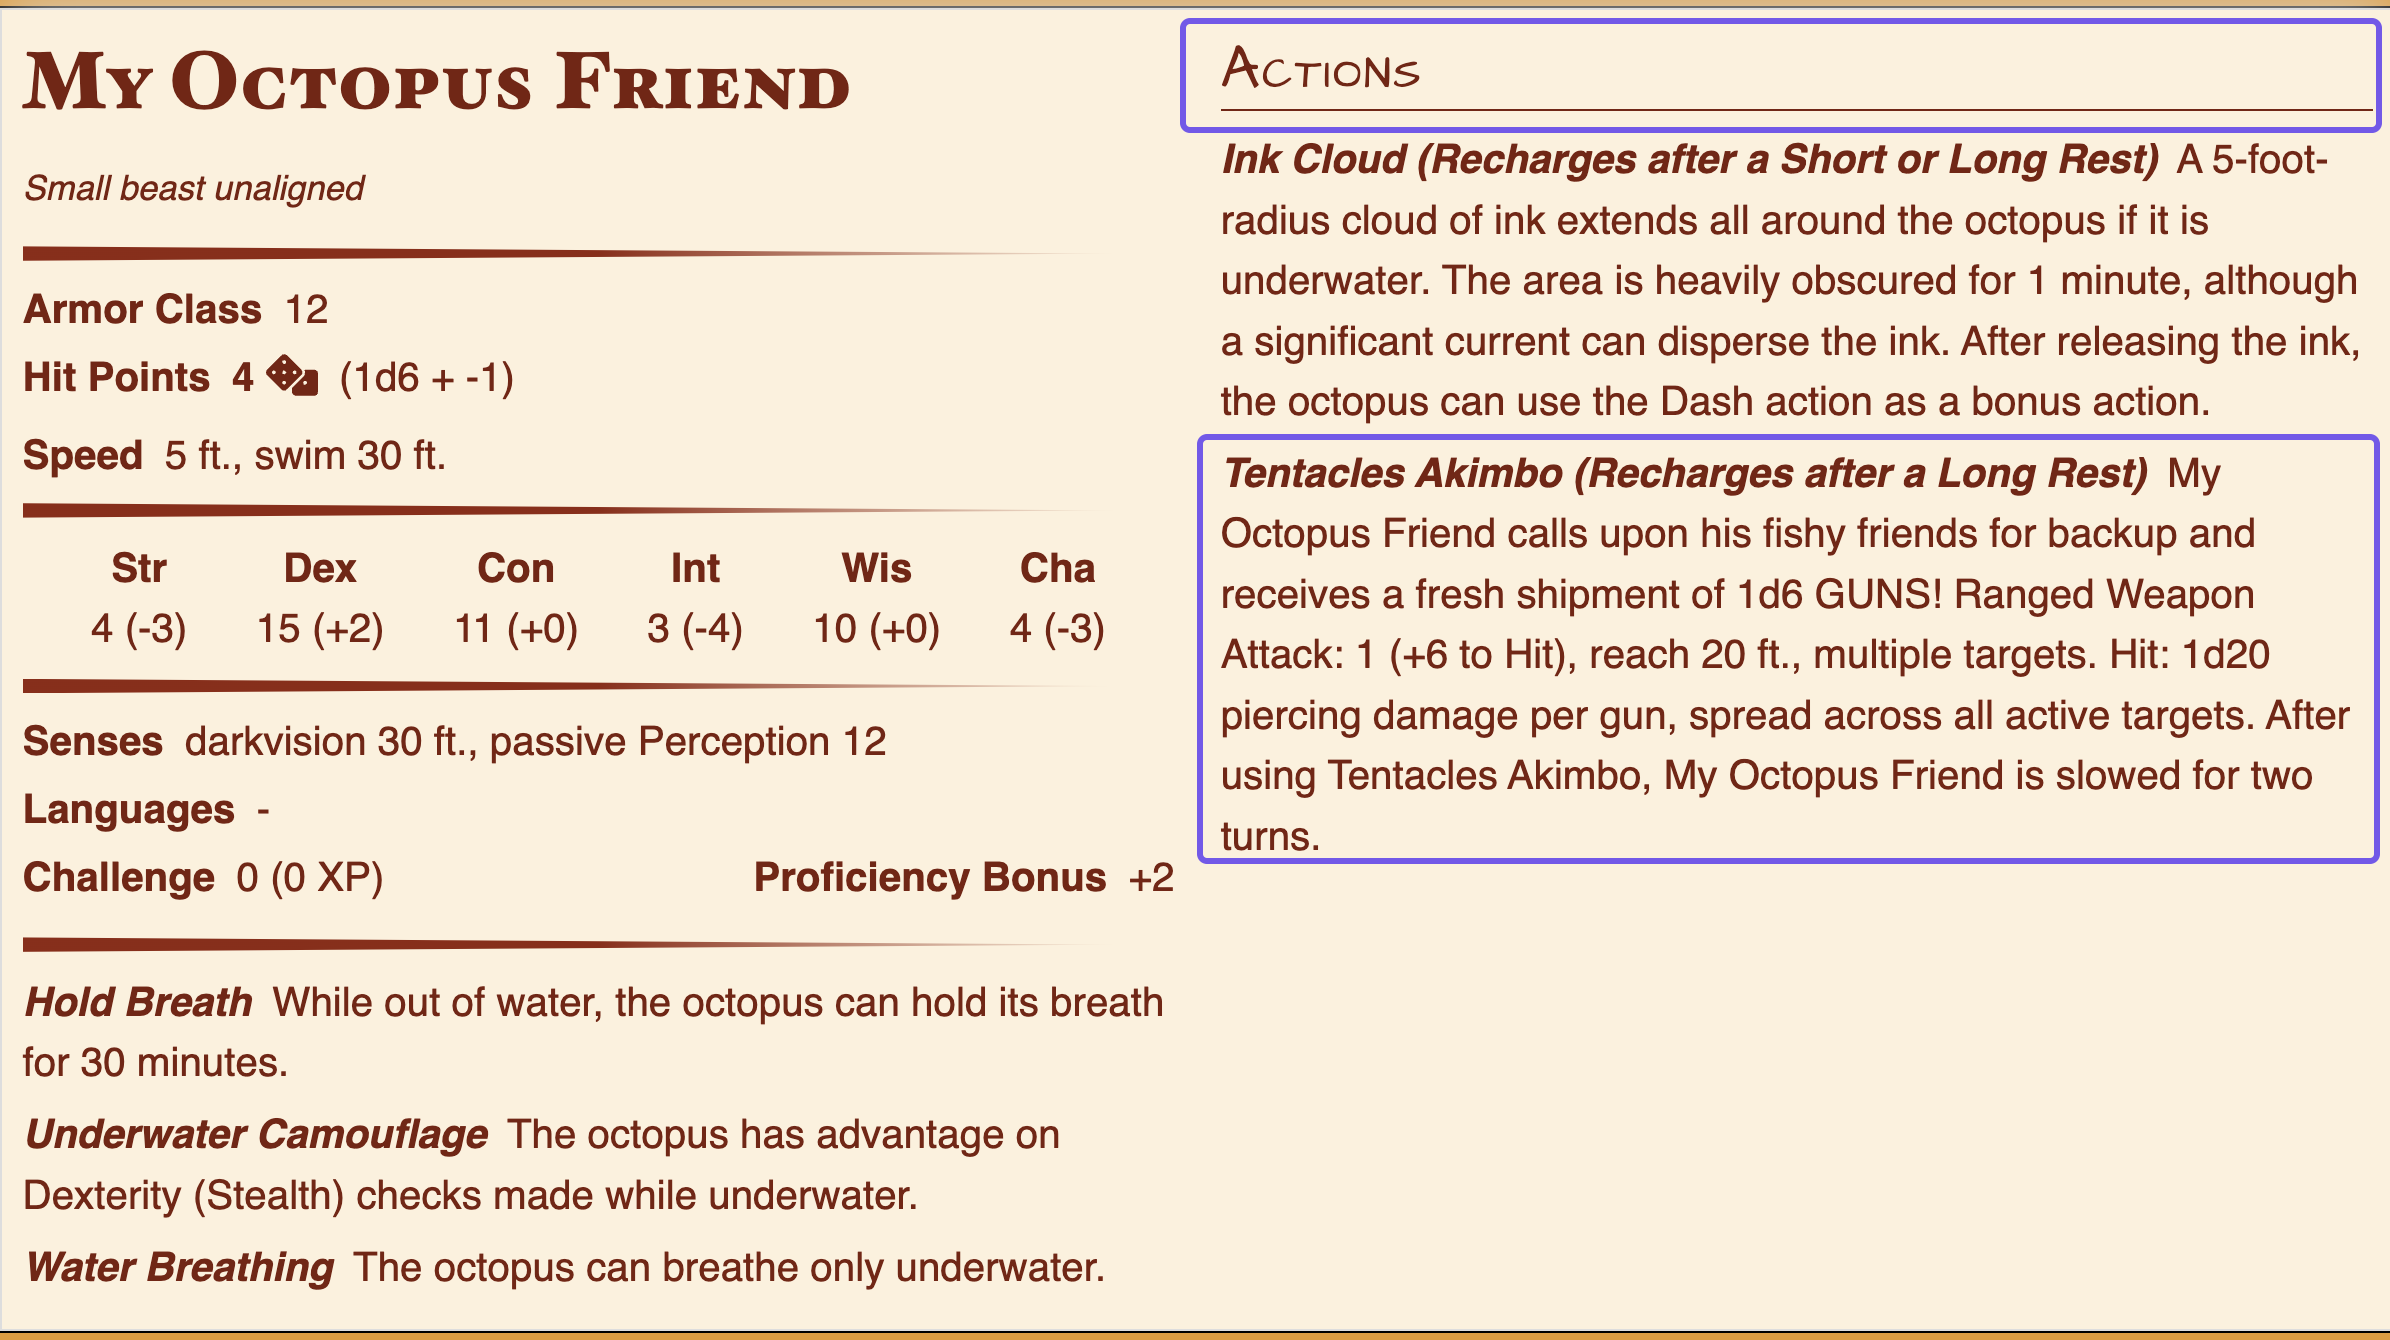 My Octopus Friend
Small beast unaligned
Armor Class 12
Hit Points 4 (1d6 + -1)
Speed 5 ft., swim 30 ft.
Str Dex Con Int Wis Cha
4 (-3) 15 (+2) 11 (+0) 3 (-4) 10 (+0) 4 (-3)
Senses darkvision 30 ft., passive Perception 12
Languages -
Challenge 0 (0 XP) Proficiency Bonus +2
Hold Breath While out of water, the octopus can hold its breath
for 30 minutes.
Underwater Camouflage The octopus has advantage on
Dexterity (Stealth) checks made while underwater.
Water Breathing The octopus can breathe only underwater.
Actions
Ink Cloud (Recharges after a Short or Long Rest) A 5-foot-
radius cloud of ink extends all around the octopus if it is
underwater. The area is heavily obscured for 1 minute, although
a significant current can disperse the ink. After releasing the ink,
the octopus can use the Dash action as a bonus action.
Tentacles Akimbo (Recharges after a Long Rest) My
Octopus Friend calls upon his fishy friends for backup and
receives a fresh shipment of 1d6 GUNS! Ranged Weapon
Attack: 1 (+6 to Hit), reach 20 ft., multiple targets. Hit: 1d20
piercing damage per gun, spread across all active targets. After
using Tentacles Akimbo, My Octopus Friend is slowed for two
turns.